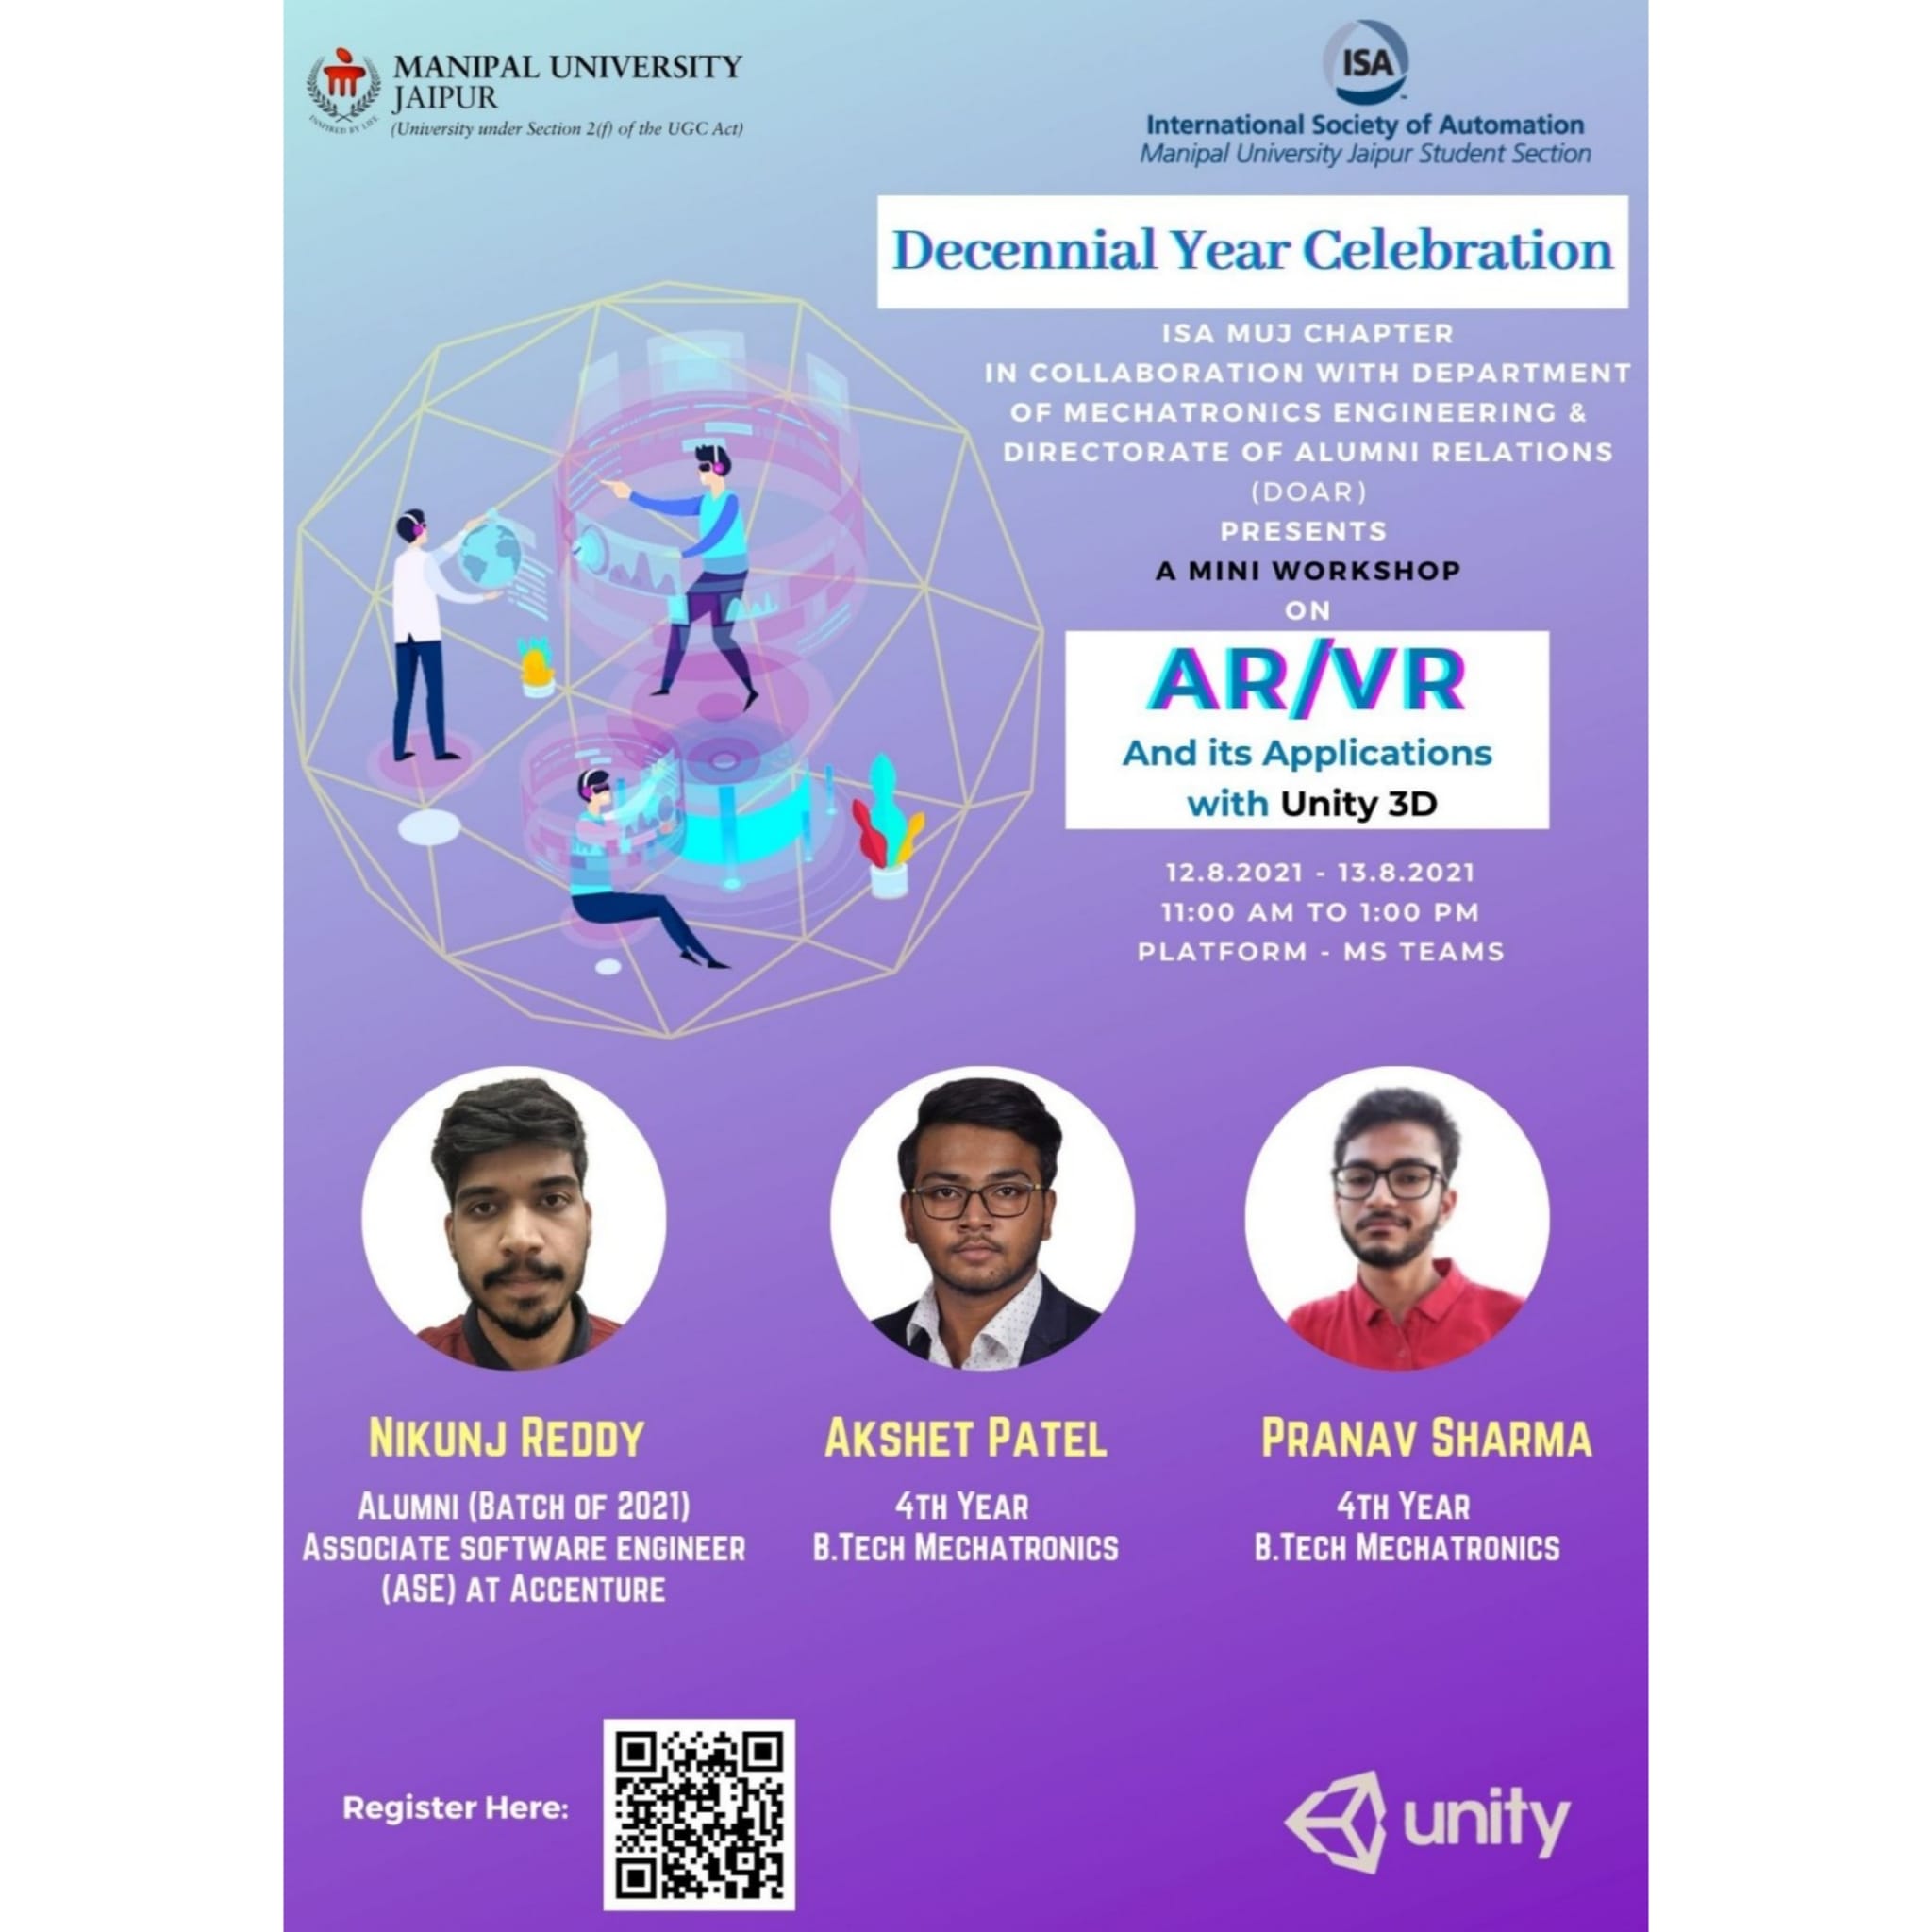 MANIPAL UNIVERSITY
JAIPUR
(University under Section 2(f) of the UGC Act)
INSPIRED BY LIFE
ISA
International Society of Automation
Manipal University Jaipur Student Section
Decennial Year Celebration
ISA MUJ CHAPTER
IN COLLABORATION WITH DEPARTMENT
OF MECHATRONICS ENGINEERING &
DIRECTORATE OF ALUMNI RELATIONS
(DOAR)
PRESENTS
A MINI WORKSHOP
ON
AR/VR
And its Applications
with Unity 3D
12.8.2021 - 13.8.2021
11:00 AM TO 1:00 PM
PLATFORM - MS TEAMS
NIKUNJ REDDY
ALUMNI (BATCH OF 2021)
ASSOCIATE SOFTWARE ENGINEER
(ASE) AT ACCENTURE
AKSHET PATEL
4TH YEAR
B.TECH MECHATRONICS
PRANAV SHARMA
4TH YEAR
B.TECH MECHATRONICS
Register Here:
unity